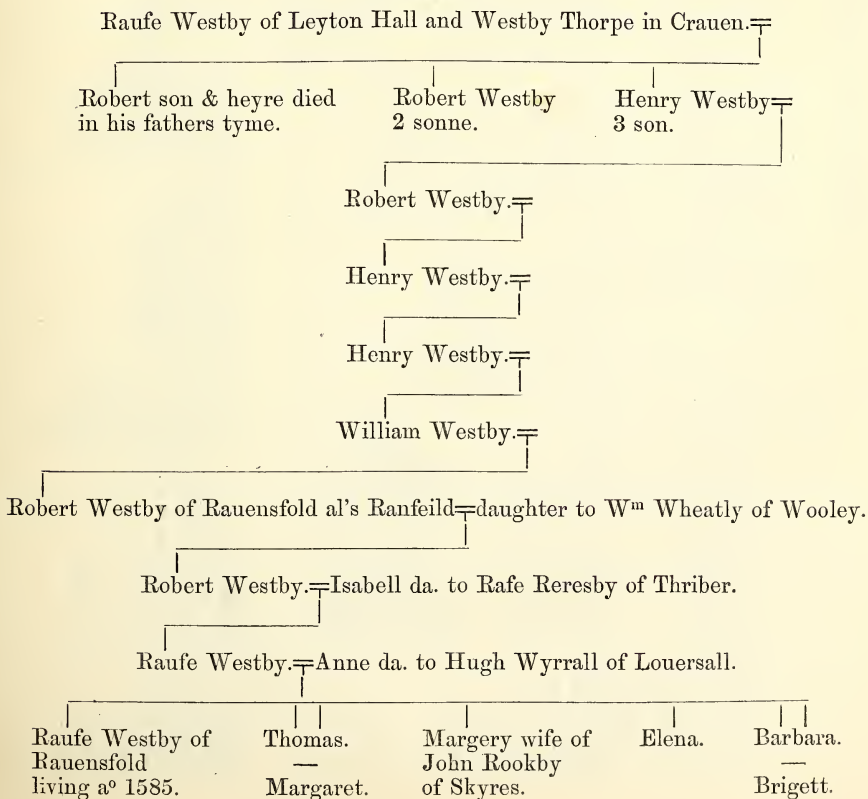 Raufe Westby of Leyton Hall and Westby Thorpe in Crauen.
Robert son & heyre died
in his fathers tyme.
Robert Westby
2 sonne.
Henry Westby
3 son.
Robert Westby.
Henry Westby.
Henry Westby.
William Westby.
Robert Westby of Rauensfold al's Ranfeild daughter to Wm Wheatly of Wooley.
Robert Westby. Isabell da. to Rafe Reresby of Thriber.
Raufe Westby. Anne da. to Hugh Wyrrall of Louersall.
Raufe Westby of
Rauensfold
living ao 1585.
Thomas.
—
Margaret.
Margery wife of
John Rookby
of Skyres.
Elena.
Barbara.
—
Brigett.